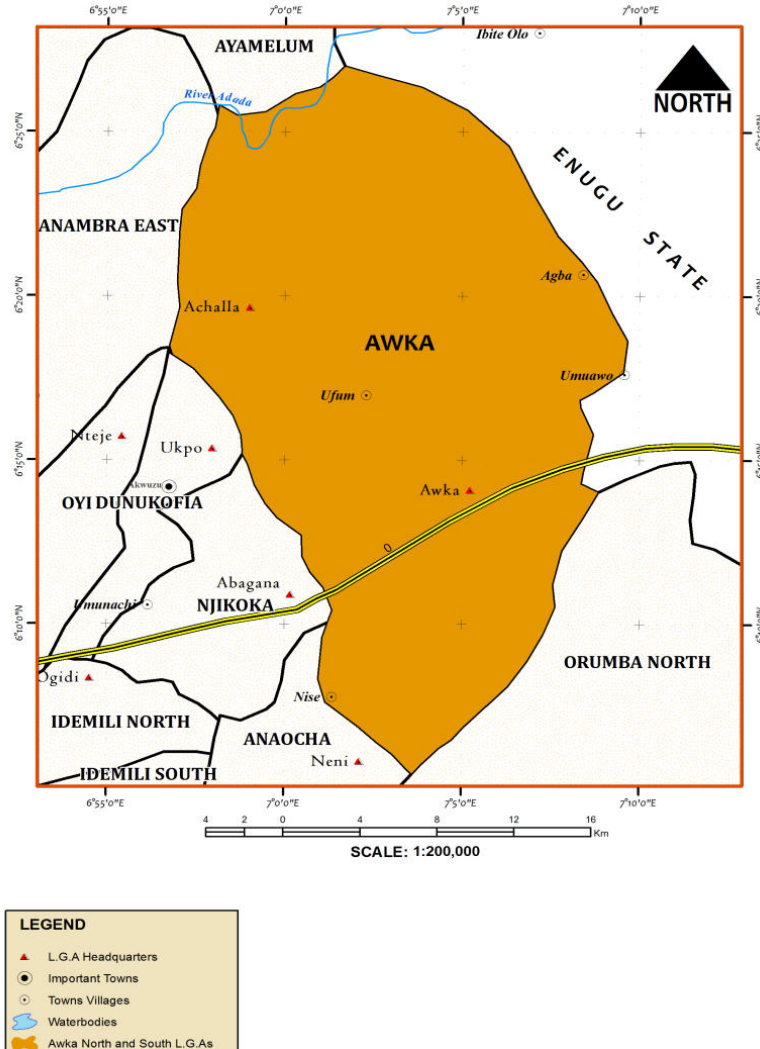 6°55'0"E 7°0'0"E 7°5'0"E 7°10'0"E
Ibite Olo
AYAMELUM
NORTH
River Adada
6°25'0"N
ENUGU STATE
ANAMBRA EAST
Agba
6°20'0"N 6°20'0"N
Achalla
AWKA
Umuawo
Ufum
Nteje
Ukpo
6°15'0"N
Akwuzu
Awka
OYI DUNUKOFIA
0
Abagana
Umunachi
NJIKOKA
6°10'0"N
ORUMBA NORTH
Ogidi
Nise
IDEMILI NORTH
ANAOCHA
Neni
IDEMILI SOUTH
6°55'0"E 7°0'0"E 7°5'0"E 7°10'0"E
4 2 0 4 8 12 16
Km
SCALE: 1:200,000
LEGEND
L.G.A Headquarters
Important Towns
Towns Villages
Waterbodies
Awka North and South L.G.As